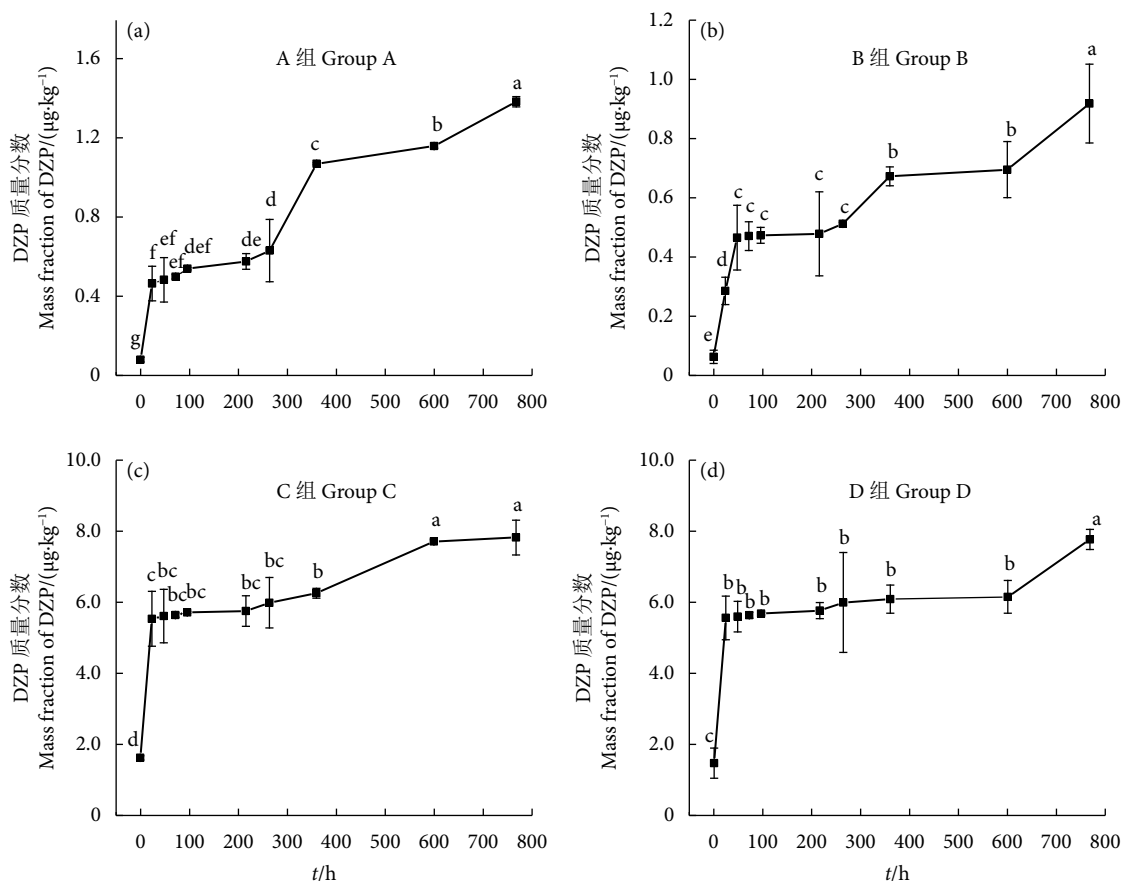 (a)
A 组 Group A
DZP 质量分数
Mass fraction of DZP/(μg·kg⁻¹)
1.6
1.2
0.8
0.4
0
g
f
ef
ef
def
de
d
c
b
a
0 100 200 300 400 500 600 700 800
(b)
B 组 Group B
DZP 质量分数
Mass fraction of DZP/(μg·kg⁻¹)
1.2
1.0
0.8
0.6
0.4
0.2
0
e
d
c
c
c
c
c
b
b
a
0 100 200 300 400 500 600 700 800
(c)
C 组 Group C
DZP 质量分数
Mass fraction of DZP/(μg·kg⁻¹)
10.0
8.0
6.0
4.0
2.0
0
d
c
bc
bc
bc
bc
bc
b
a
a
0 100 200 300 400 500 600 700 800
t/h
(d)
D 组 Group D
DZP 质量分数
Mass fraction of DZP/(μg·kg⁻¹)
10.0
8.0
6.0
4.0
2.0
0
c
b
b
b
b
b
b
b
b
a
0 100 200 300 400 500 600 700 800
t/h